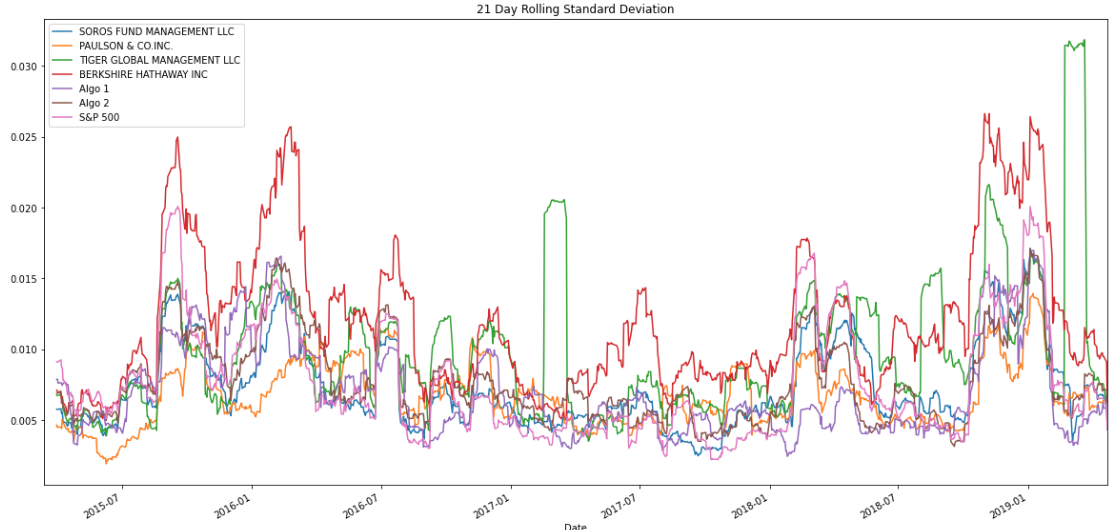 21 Day Rolling Standard Deviation
SOROS FUND MANAGEMENT LLC
PAULSON & CO.INC.
TIGER GLOBAL MANAGEMENT LLC
BERKSHIRE HATHAWAY INC
Algo 1
Algo 2
S&P 500
0.030
0.025
0.020
0.015
0.010
0.005
2015-07 2016-01 2016-07 2017-01 2017-07 2018-01 2018-07 2019-01
Date